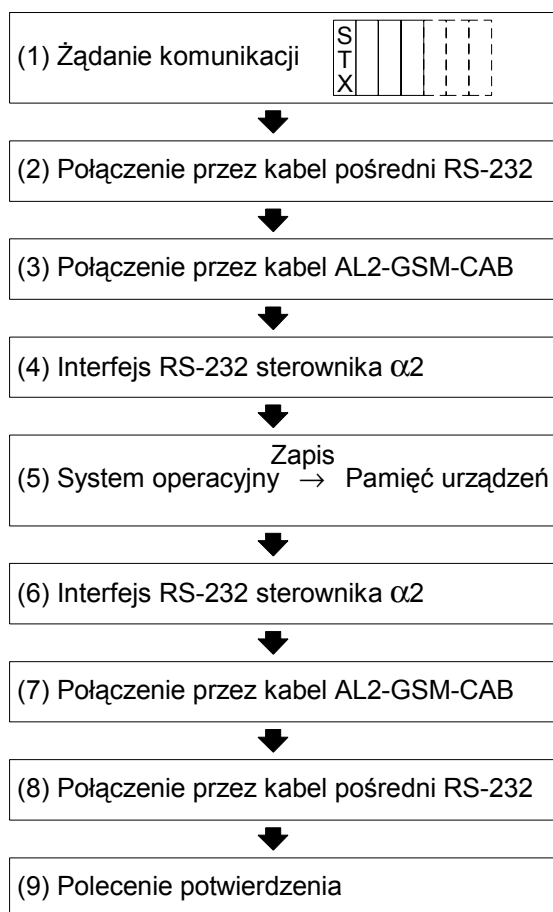 (1) Żądanie komunikacji
S
T
X
(2) Połączenie przez kabel pośredni RS-232
(3) Połączenie przez kabel AL2-GSM-CAB
(4) Interfejs RS-232 sterownika α2
Zapis
(5) System operacyjny → Pamięć urządzeń
(6) Interfejs RS-232 sterownika α2
(7) Połączenie przez kabel AL2-GSM-CAB
(8) Połączenie przez kabel pośredni RS-232
(9) Polecenie potwierdzenia